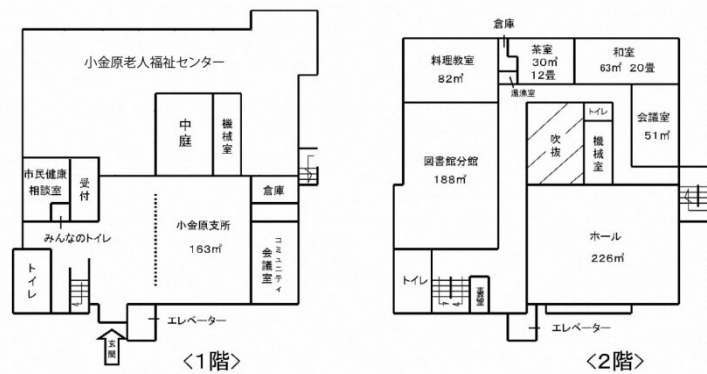 小金原老人福祉センター
中庭
機械室
市民健康
相談室
受付
倉庫
みんなのトイレ
小金原支所
163㎡
コミュニティ
会議室
トイレ
エレベーター
玄関
<1階>
倉庫
料理教室
82㎡
茶室
30㎡
12畳
和室
63㎡ 20畳
湯沸室
トイレ
会議室
51㎡
吹抜
機械室
図書館分館
188㎡
ホール
226㎡
トイレ
エレベーター
<2階>